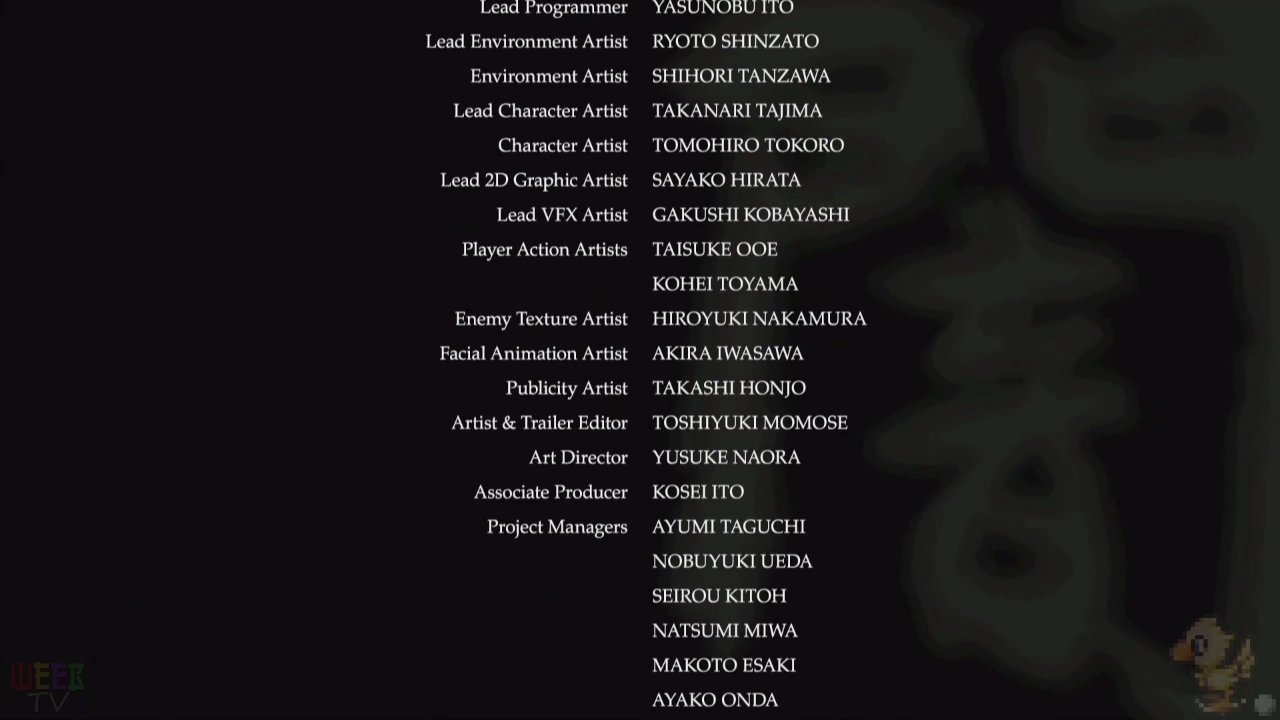 Lead Programmer YASUNOBU ITO
Lead Environment Artist RYOTO SHINZATO
Environment Artist SHIHORI TANZAWA
Lead Character Artist TAKANARI TAJIMA
Character Artist TOMOHIRO TOKORO
Lead 2D Graphic Artist SAYAKO HIRATA
Lead VFX Artist GAKUSHI KOBAYASHI
Player Action Artists TAISUKE OOE
KOHEI TOYAMA
Enemy Texture Artist HIROYUKI NAKAMURA
Facial Animation Artist AKIRA IWASAWA
Publicity Artist TAKASHI HONJO
Artist & Trailer Editor TOSHIYUKI MOMOSE
Art Director YUSUKE NAORA
Associate Producer KOSEI ITO
Project Managers AYUMI TAGUCHI
NOBUYUKI UEDA
SEIROU KITOH
NATSUMI MIWA
MAKOTO ESAKI
AYAKO ONDA
WEEB
TV